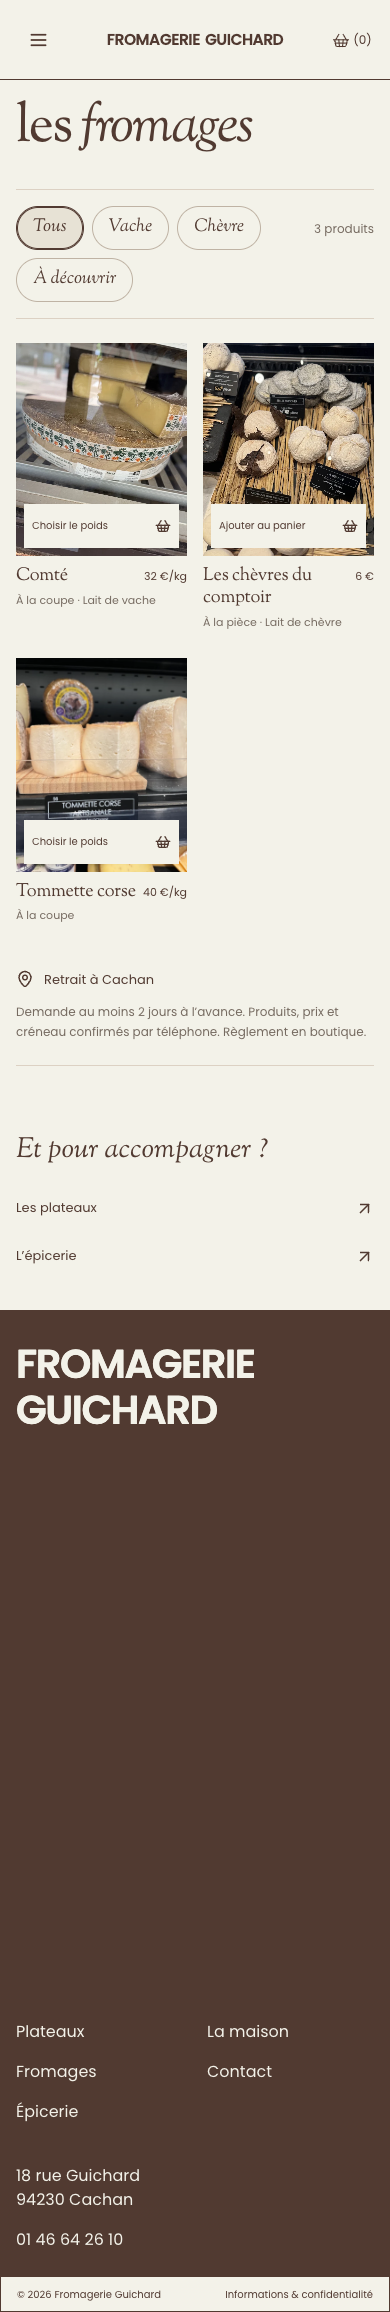 FROMAGERIE GUICHARD
(0)
les fromages
Tous
Vache
Chèvre
3 produits
À découvrir
Choisir le poids
Ajouter au panier
Comté
32 €/kg
À la coupe · Lait de vache
Les chèvres du
comptoir
6 €
À la pièce · Lait de chèvre
TOMMETTE CORSE
ARTISANALE
Choisir le poids
Tommette corse
40 €/kg
À la coupe
Retrait à Cachan
Demande au moins 2 jours à l’avance. Produits, prix et
créneau confirmés par téléphone. Règlement en boutique.
Et pour accompagner ?
Les plateaux
L’épicerie
FROMAGERIE
GUICHARD
Plateaux
La maison
Fromages
Contact
Épicerie
18 rue Guichard
94230 Cachan
01 46 64 26 10
© 2026 Fromagerie Guichard
Informations & confidentialité